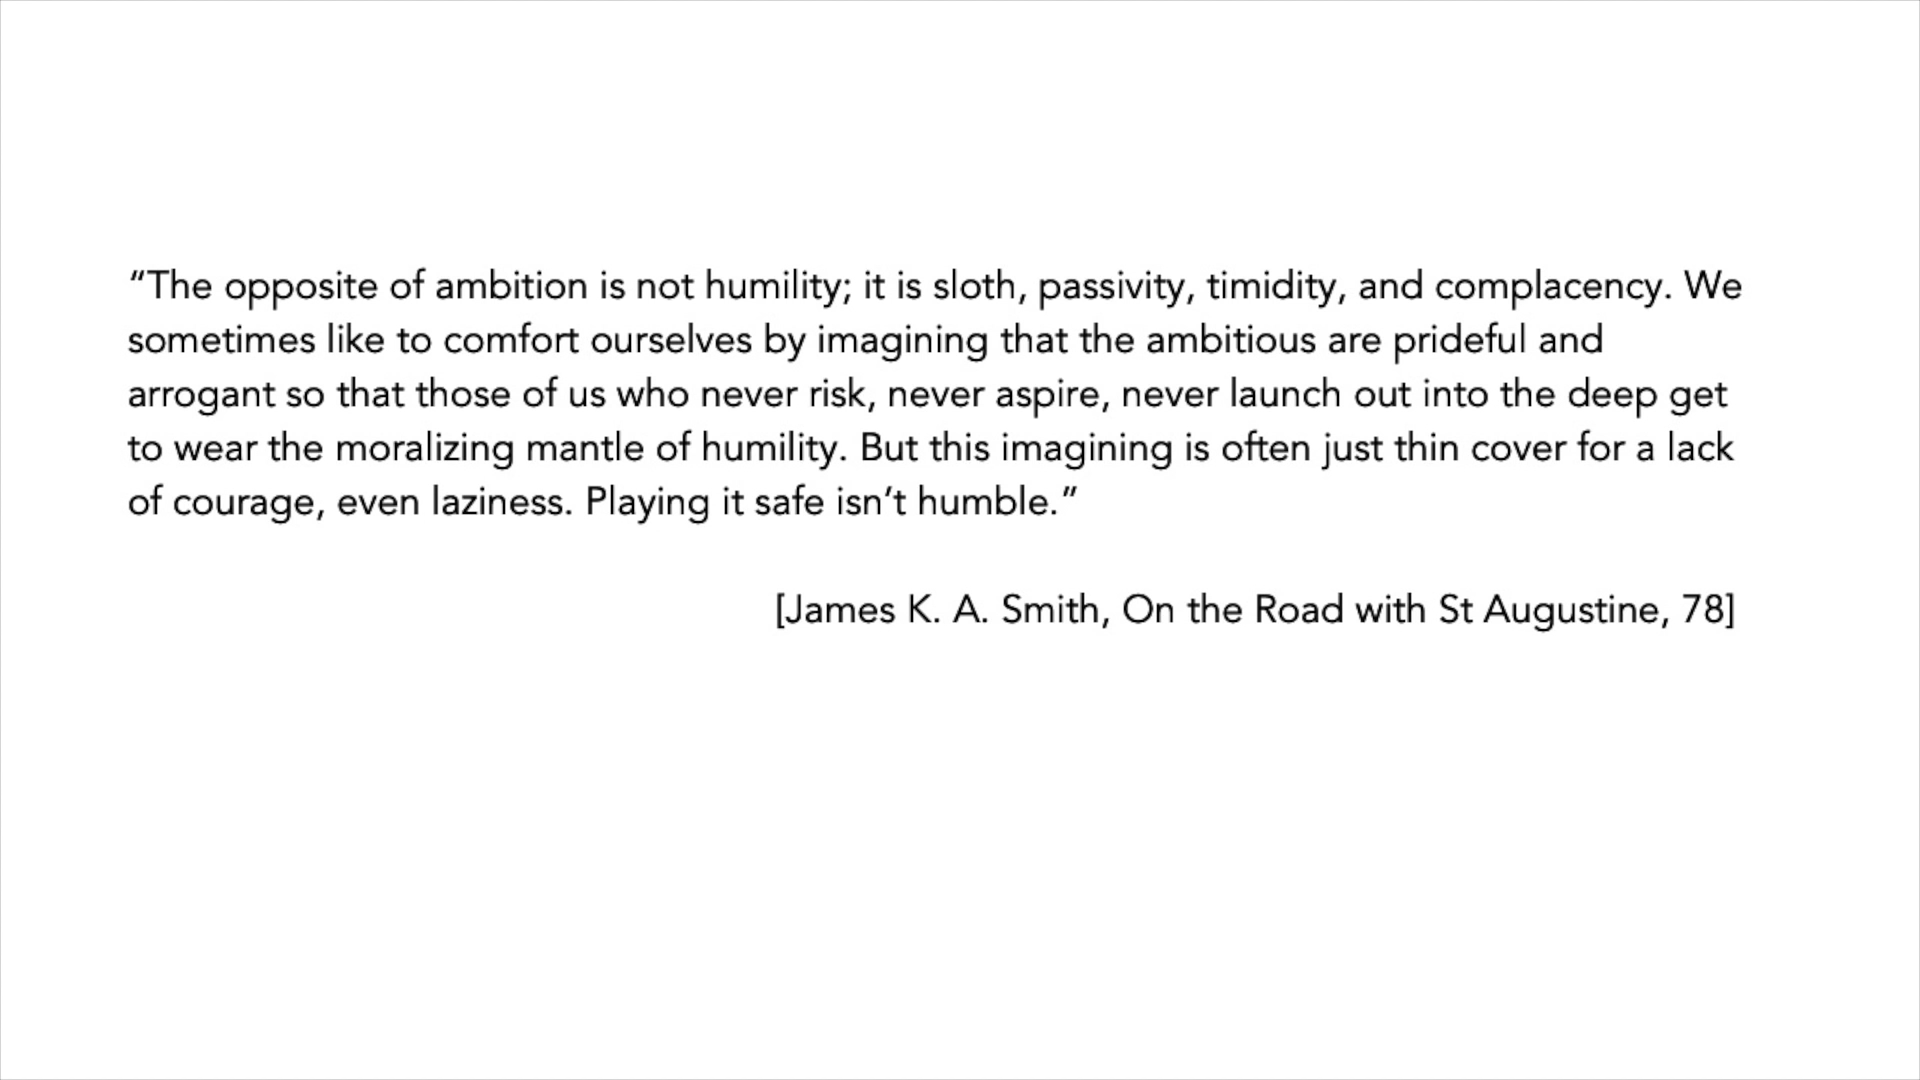 “The opposite of ambition is not humility; it is sloth, passivity, timidity, and complacency. We
sometimes like to comfort ourselves by imagining that the ambitious are prideful and
arrogant so that those of us who never risk, never aspire, never launch out into the deep get
to wear the moralizing mantle of humility. But this imagining is often just thin cover for a lack
of courage, even laziness. Playing it safe isn’t humble.”
[James K. A. Smith, On the Road with St Augustine, 78]